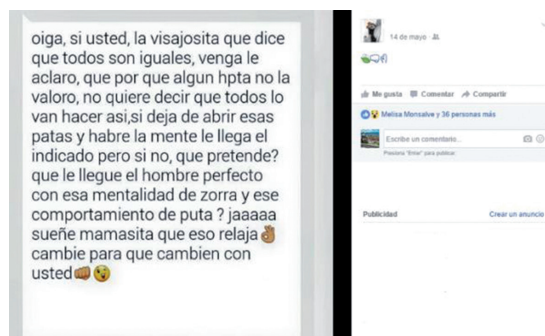 oiga, si usted, la visajosita que dice
que todos son iguales, venga le
aclaro, que por que algun hpta no la
valoro, no quiere decir que todos lo
van hacer asi,si deja de abrir esas
patas y habre la mente le llega el
indicado pero si no, que pretende?
que le llegue el hombre perfecto
con esa mentalidad de zorra y ese
comportamiento de puta ? jaaaaa
sueñe mamasita que eso relaja👌🏽
cambie para que cambien con
usted👊🏽😲
14 de mayo
Me gusta Comentar Compartir
Melisa Monsalve y 36 personas más
Escribe un comentario...
Presiona "Entrar" para publicar.
Publicidad Crear un anuncio